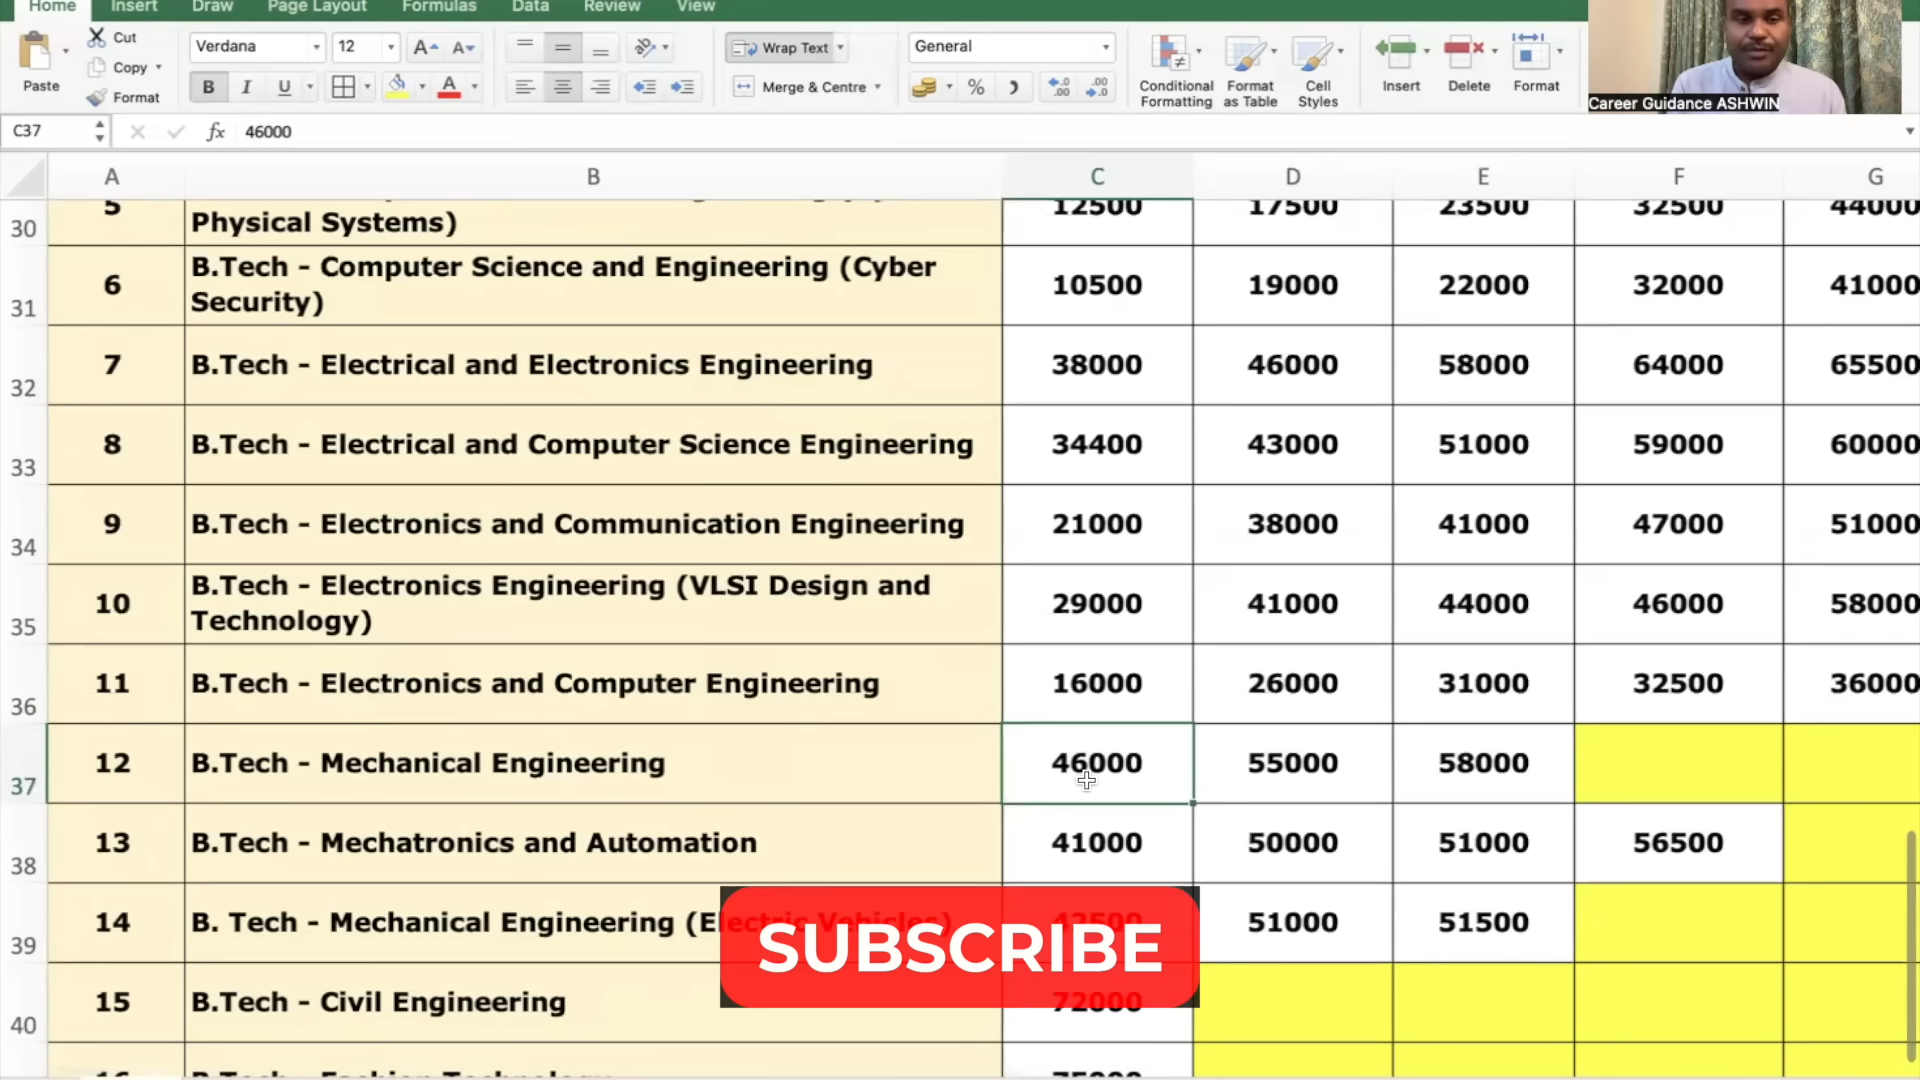 Home Insert Draw Page Layout Formulas Data Review View
Cut
Verdana 12 A A
Wrap Text
General
Paste
Copy
Format
B I U A
Merge & Centre
%
Conditional Formatting
Format as Table
Cell Styles
Insert Delete Format
Career Guidance ASHWIN
C37 fx 46000
A B C D E F G
30 5 Physical Systems) 12500 17500 23500 32500 44000
31 6 B.Tech - Computer Science and Engineering (Cyber
Security) 10500 19000 22000 32000 41000
32 7 B.Tech - Electrical and Electronics Engineering 38000 46000 58000 64000 65500
33 8 B.Tech - Electrical and Computer Science Engineering 34400 43000 51000 59000 60000
34 9 B.Tech - Electronics and Communication Engineering 21000 38000 41000 47000 51000
35 10 B.Tech - Electronics Engineering (VLSI Design and
Technology) 29000 41000 44000 46000 58000
36 11 B.Tech - Electronics and Computer Engineering 16000 26000 31000 32500 36000
37 12 B.Tech - Mechanical Engineering 46000 55000 58000
38 13 B.Tech - Mechatronics and Automation 41000 50000 51000 56500
39 14 B. Tech - Mechanical Engineering (Electric Vehicles) 42500 51000 51500
SUBSCRIBE
40 15 B.Tech - Civil Engineering 72000